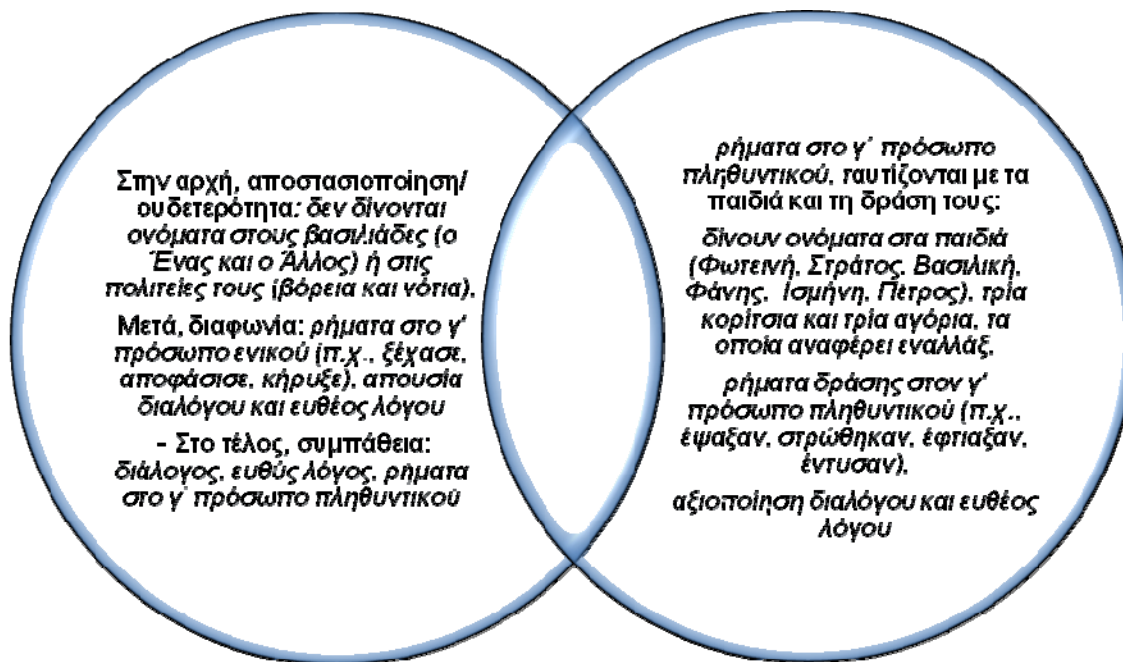 Στην αρχή, αποστασιοποίηση/
ουδετερότητα: δεν δίνονται
ονόματα στους βασιλιάδες (ο
Ένας και ο Άλλος) ή στις
πολιτείες τους (βόρεια και νότια).
Μετά, διαφωνία: ρήματα στο γ'
πρόσωπο ενικού (π.χ., ξέχασε,
αποφάσισε, κήρυξε), απουσία
διαλόγου και ευθέος λόγου
- Στο τέλος, συμπάθεια:
διάλογος, ευθύς λόγος, ρήματα
στο γ' πρόσωπο πληθυντικού
ρήματα στο γ' πρόσωπο
πληθυντικού, ταυτίζονται με τα
παιδιά και τη δράση τους:
δίνουν ονόματα στα παιδιά
(Φωτεινή, Στράτος, Βασιλική,
Φάνης, Ισμήνη, Πέτρος), τρία
κορίτσια και τρία αγόρια, τα
οποία αναφέρει εναλλάξ,
ρήματα δράσης στον γ'
πρόσωπο πληθυντικού (π.χ.,
έψαξαν, στρώθηκαν, έφτιαξαν,
έντυσαν),
αξιοποίηση διαλόγου και ευθέος
λόγου